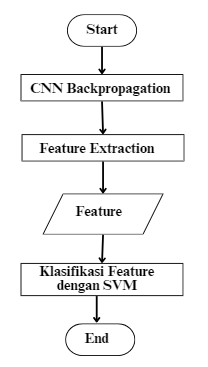 Start
CNN Backpropagation
Feature Extraction
Feature
Klasifikasi Feature
dengan SVM
End